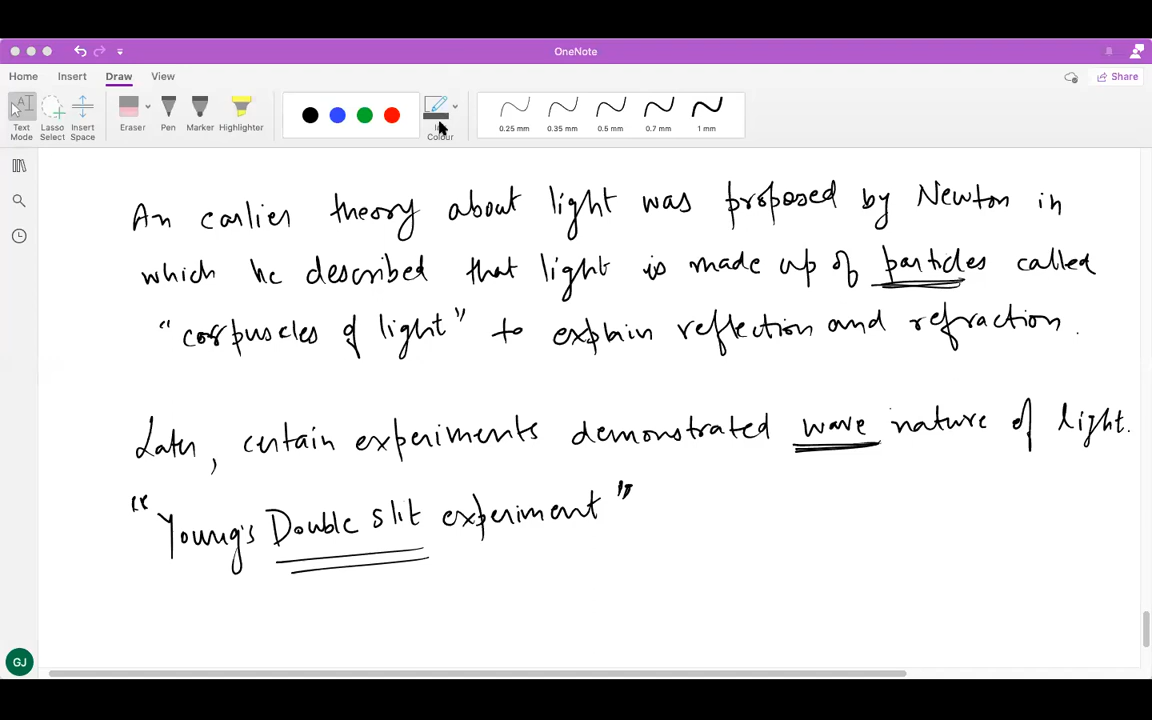 OneNote
Home Insert Draw View
Share
Text Mode
Lasso Select
Insert Space
Eraser
Pen
Marker
Highlighter
Colour
0.25 mm
0.35 mm
0.5 mm
0.7 mm
1 mm
An earlier theory about light was proposed by Newton in
which he described that light is made up of particles called
"corpuscles of light" to explain reflection and refraction.
Later, certain experiments demonstrated wave nature of light.
"Young's Double slit experiment"
GJ